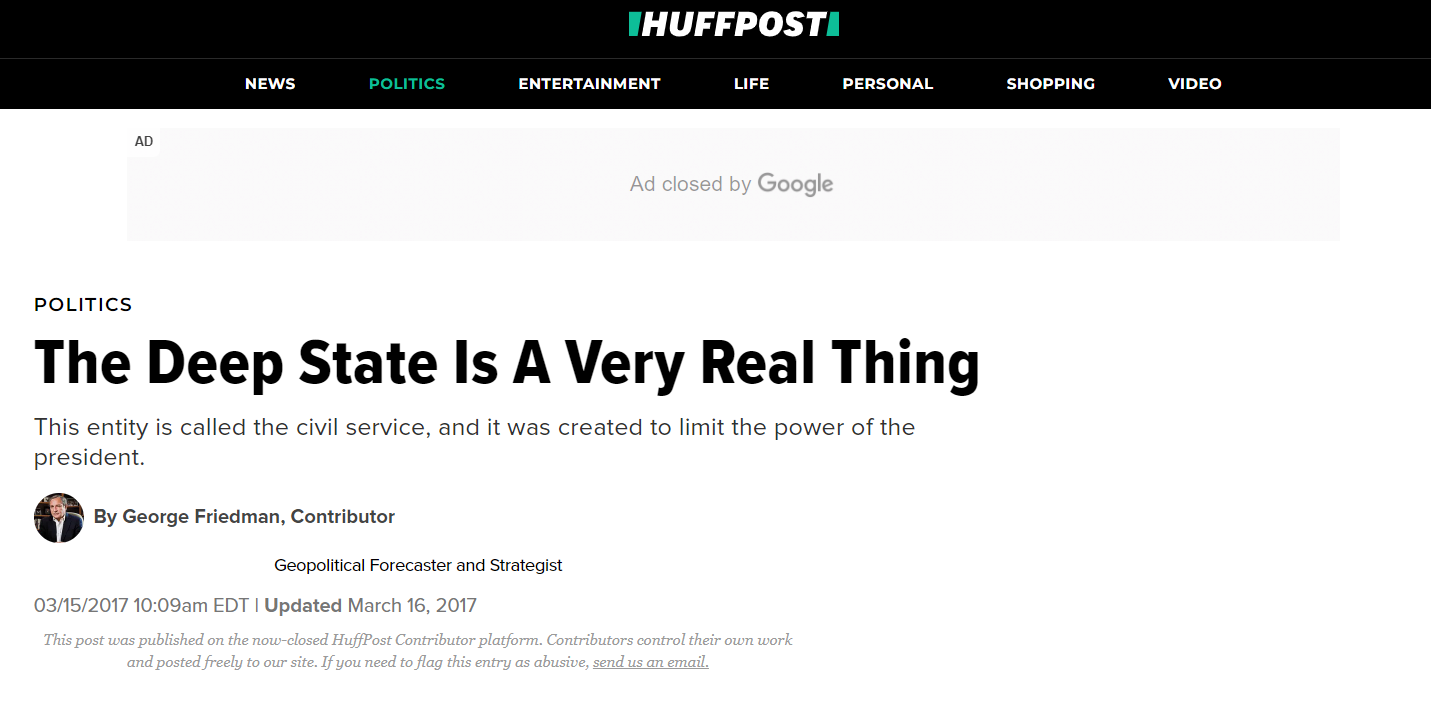 HUFFPOST
NEWS POLITICS ENTERTAINMENT LIFE PERSONAL SHOPPING VIDEO
AD
Ad closed by Google
POLITICS
The Deep State Is A Very Real Thing
This entity is called the civil service, and it was created to limit the power of the
president.
By George Friedman, Contributor
Geopolitical Forecaster and Strategist
03/15/2017 10:09am EDT | Updated March 16, 2017
This post was published on the now-closed HuffPost Contributor platform. Contributors control their own work
and posted freely to our site. If you need to flag this entry as abusive, send us an email.